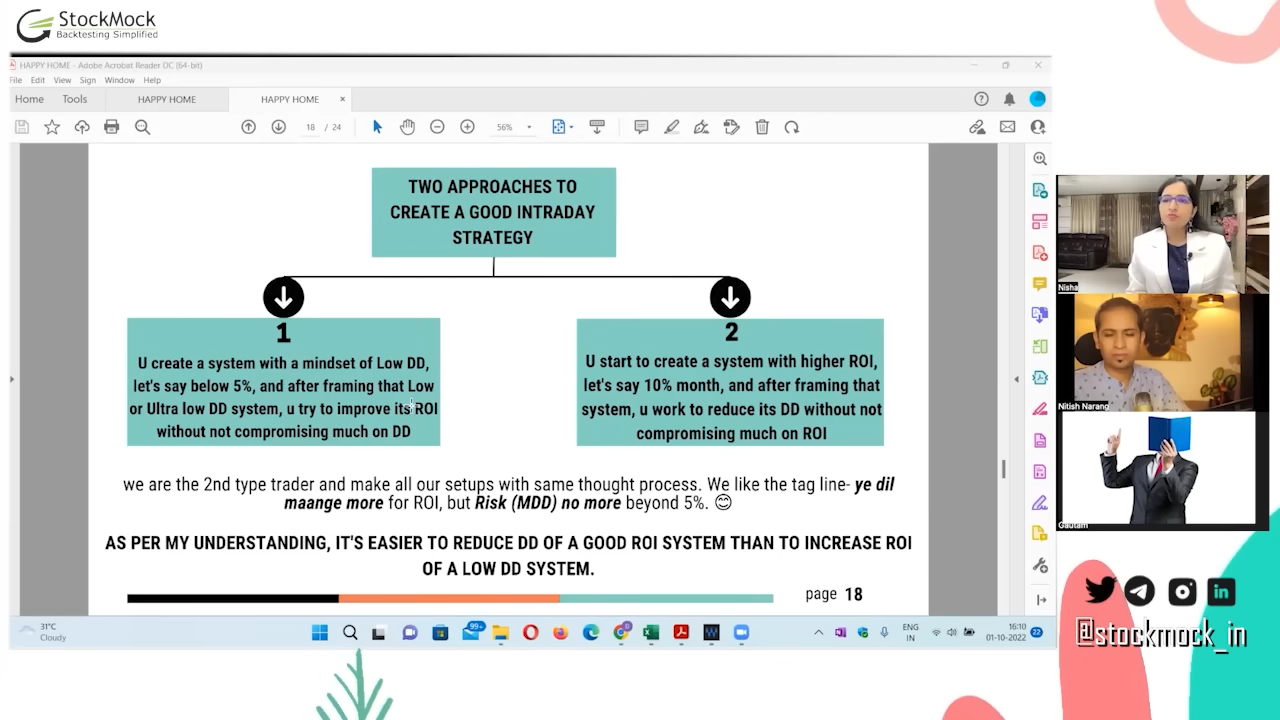 StockMock
Backtesting Simplified
HAPPY HOME - Adobe Acrobat Reader DC (64-bit)
File Edit View Sign Window Help
Home Tools HAPPY HOME HAPPY HOME ×
18 / 24 56%
TWO APPROACHES TO
CREATE A GOOD INTRADAY
STRATEGY
1
U create a system with a mindset of Low DD,
let's say below 5%, and after framing that Low
or Ultra low DD system, u try to improve its ROI
without not compromising much on DD
2
U start to create a system with higher ROI,
let's say 10% month, and after framing that
system, u work to reduce its DD without not
compromising much on ROI
we are the 2nd type trader and make all our setups with same thought process. We like the tag line- ye dil
maange more for ROI, but Risk (MDD) no more beyond 5%. 😊
AS PER MY UNDERSTANDING, IT'S EASIER TO REDUCE DD OF A GOOD ROI SYSTEM THAN TO INCREASE ROI
OF A LOW DD SYSTEM.
page 18
Nisha
Nitish Narang
Gautam
@stockmock_in
31°C
Cloudy
99+
ENG
IN
16:10
01-10-2022
22